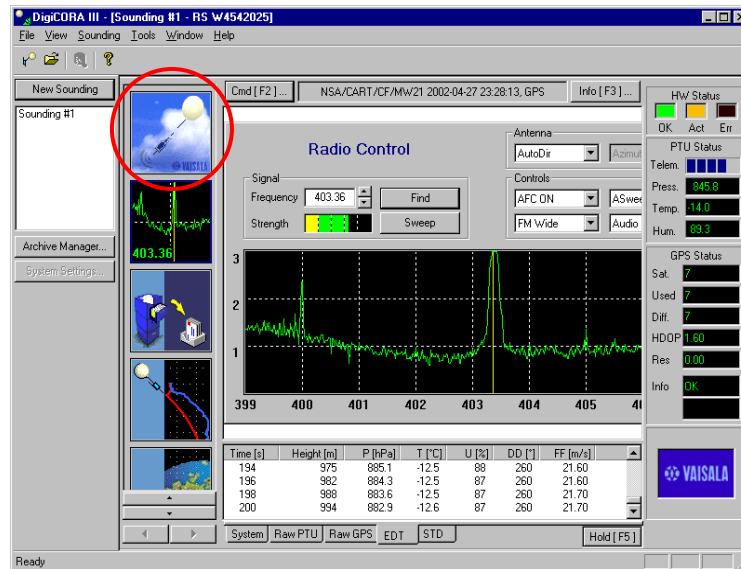 DigiCORA III - [Sounding #1 - RS W4542025]
File View Sounding Tools Window Help
New Sounding
Sounding #1
Archive Manager...
System Settings...
VAISALA
403.36
Cmd [ F2 ] ...
NSA/CART/CF/MW21 2002-04-27 23:28:13, GPS
Info [ F3 ] ...
Radio Control
Antenna
AutoDir
Azimut
Signal
Frequency 403.36 Find
Strength Sweep
Controls
AFC ON
ASwee
FM Wide
Audio
3
2
1
399 400 401 402 403 404 405
Time [s] Height [m] P [hPa] T [°C] U [%] DD [°] FF [m/s]
194 975 885.1 -12.5 88 260 21.60
196 982 884.3 -12.5 87 260 21.60
198 988 883.6 -12.5 87 260 21.70
200 994 882.9 -12.6 87 260 21.70
System Raw PTU Raw GPS EDT STD
Hold [ F5 ]
HW Status
OK Act Err
PTU Status
Telem.
Press. 845.8
Temp. -14.0
Hum. 89.3
GPS Status
Sat. 7
Used 7
Diff. 7
HDOP 1.60
Res 0.00
Info OK
VAISALA
Ready